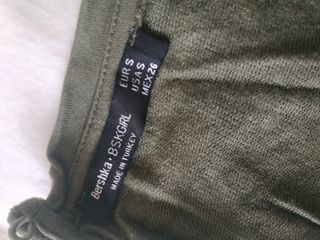 EUR S
USA S
MEX 26
Bershka • BSKGIRL
MADE IN TURKEY